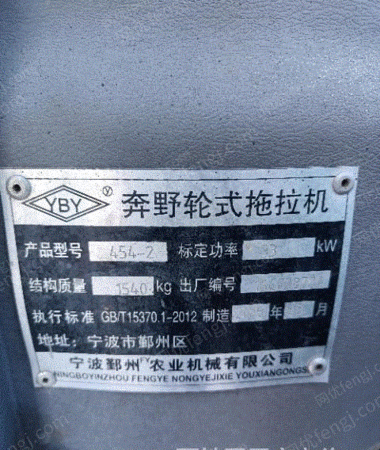 YBY 奔野轮式拖拉机
产品型号 454-2 标定功率 kW
结构质量 1540 kg 出厂编号
执行标准 GB/T15370.1-2012 制造 年 月
地址: 宁波市鄞州区
宁波鄞州 农业机械有限公司
NINGBOYINZHOU FENGYE NONGYEJIXIE YOUXIANGONGS